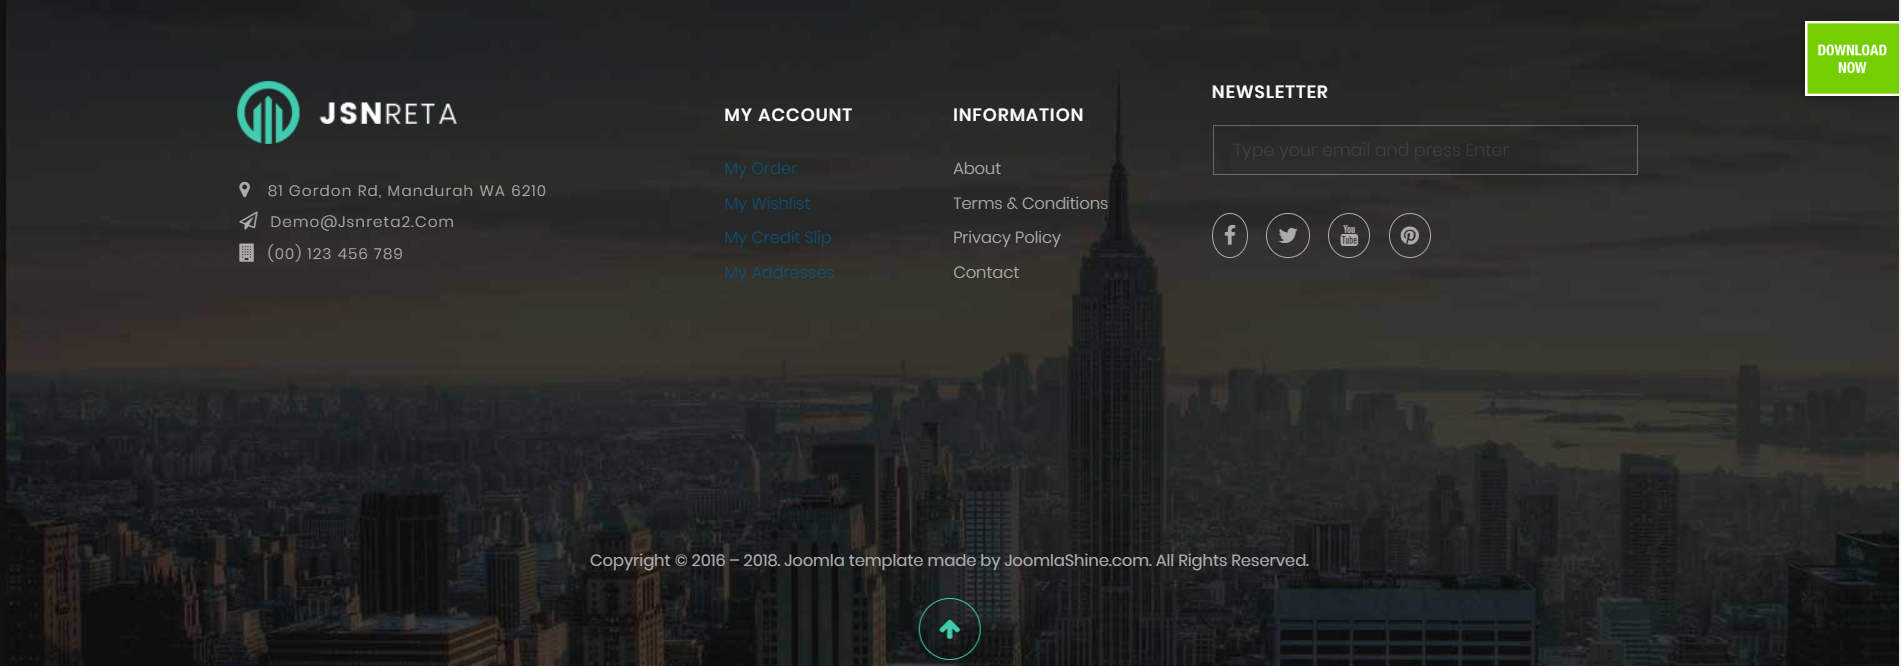 DOWNLOAD
NOW
JSNRETA
81 Gordon Rd, Mandurah WA 6210
Demo@Jsnreta2.Com
(00) 123 456 789
MY ACCOUNT
My Order
My Wishlist
My Credit Slip
My Addresses
INFORMATION
About
Terms & Conditions
Privacy Policy
Contact
NEWSLETTER
Type your email and press Enter
You
Tube
Copyright © 2016 – 2018. Joomla template made by JoomlaShine.com. All Rights Reserved.